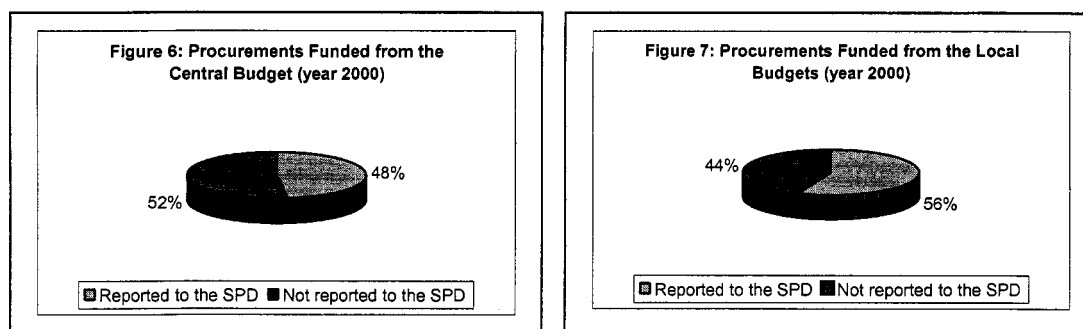 Figure 6: Procurements Funded from the
Central Budget (year 2000)
48%
52%
Reported to the SPD Not reported to the SPD
Figure 7: Procurements Funded from the Local
Budgets (year 2000)
44%
56%
Reported to the SPD Not reported to the SPD